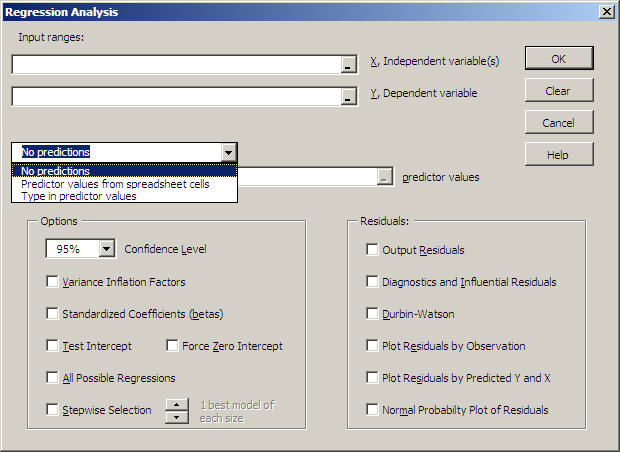 Regression Analysis
Input ranges:
X, Independent variable(s)
OK
Y, Dependent variable
Clear
Cancel
No predictions
Help
No predictions
Predictor values from spreadsheet cells
Type in predictor values
predictor values
Options
Residuals:
95%
Confidence Level
Output Residuals
Variance Inflation Factors
Diagnostics and Influential Residuals
Standardized Coefficients (betas)
Durbin-Watson
Test Intercept
Force Zero Intercept
Plot Residuals by Observation
All Possible Regressions
Plot Residuals by Predicted Y and X
Stepwise Selection
1 best model of
each size
Normal Probabilty Plot of Residuals